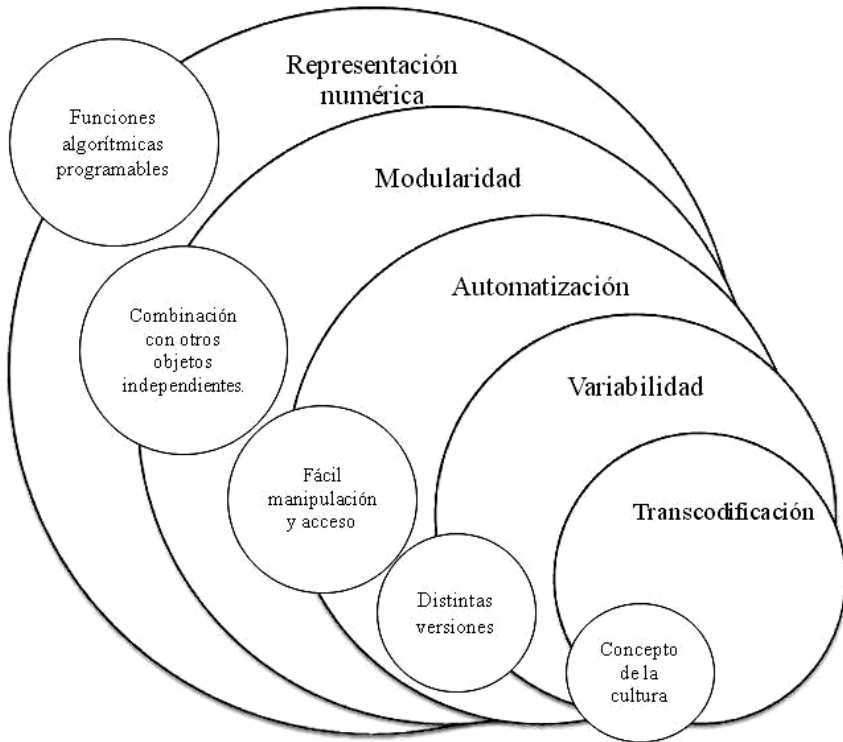 Representación
numérica
Funciones
algorítmicas
programables
Modularidad
Combinación
con otros
objetos
independientes.
Automatización
Fácil
manipulación
y acceso
Variabilidad
Distintas
versiones
Transcodificación
Concepto
de la
cultura